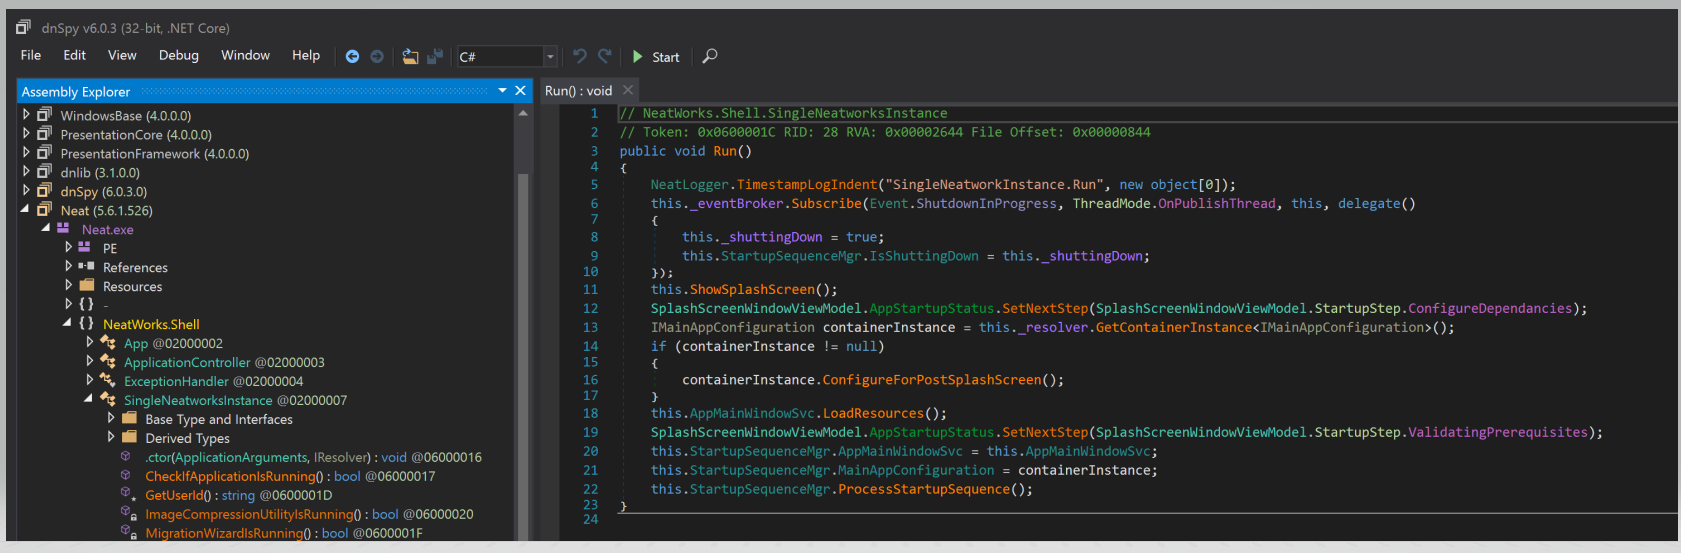 dnSpy v6.0.3 (32-bit, .NET Core)
File Edit View Debug Window Help C# Start
Assembly Explorer
WindowsBase (4.0.0.0)
PresentationCore (4.0.0.0)
PresentationFramework (4.0.0.0)
dnlib (3.1.0.0)
dnSpy (6.0.3.0)
Neat (5.6.1.526)
Neat.exe
PE
References
Resources
{ } -
{ } NeatWorks.Shell
App @02000002
ApplicationController @02000003
ExceptionHandler @02000004
SingleNeatworksInstance @02000007
Base Type and Interfaces
Derived Types
.ctor(ApplicationArguments, IResolver) : void @06000016
CheckIfApplicationIsRunning() : bool @06000017
GetUserId() : string @0600001D
ImageCompressionUtilityIsRunning() : bool @06000020
MigrationWizardIsRunning() : bool @0600001F
Run() : void
1 // NeatWorks.Shell.SingleNeatworksInstance
2 // Token: 0x0600001C RID: 28 RVA: 0x00002644 File Offset: 0x00000844
3 public void Run()
4 {
5 NeatLogger.TimestampLogIndent("SingleNeatworkInstance.Run", new object[0]);
6 this._eventBroker.Subscribe(Event.ShutdownInProgress, ThreadMode.OnPublishThread, this, delegate()
7 {
8 this._shuttingDown = true;
9 this.StartupSequenceMgr.IsShuttingDown = this._shuttingDown;
10 });
11 this.ShowSplashScreen();
12 SplashScreenWindowViewModel.AppStartupStatus.SetNextStep(SplashScreenWindowViewModel.StartupStep.ConfigureDependancies);
13 IMainAppConfiguration containerInstance = this._resolver.GetContainerInstance<IMainAppConfiguration>();
14 if (containerInstance != null)
15 {
16 containerInstance.ConfigureForPostSplashScreen();
17 }
18 this.AppMainWindowSvc.LoadResources();
19 SplashScreenWindowViewModel.AppStartupStatus.SetNextStep(SplashScreenWindowViewModel.StartupStep.ValidatingPrerequisites);
20 this.StartupSequenceMgr.AppMainWindowSvc = this.AppMainWindowSvc;
21 this.StartupSequenceMgr.MainAppConfiguration = containerInstance;
22 this.StartupSequenceMgr.ProcessStartupSequence();
23 }
24